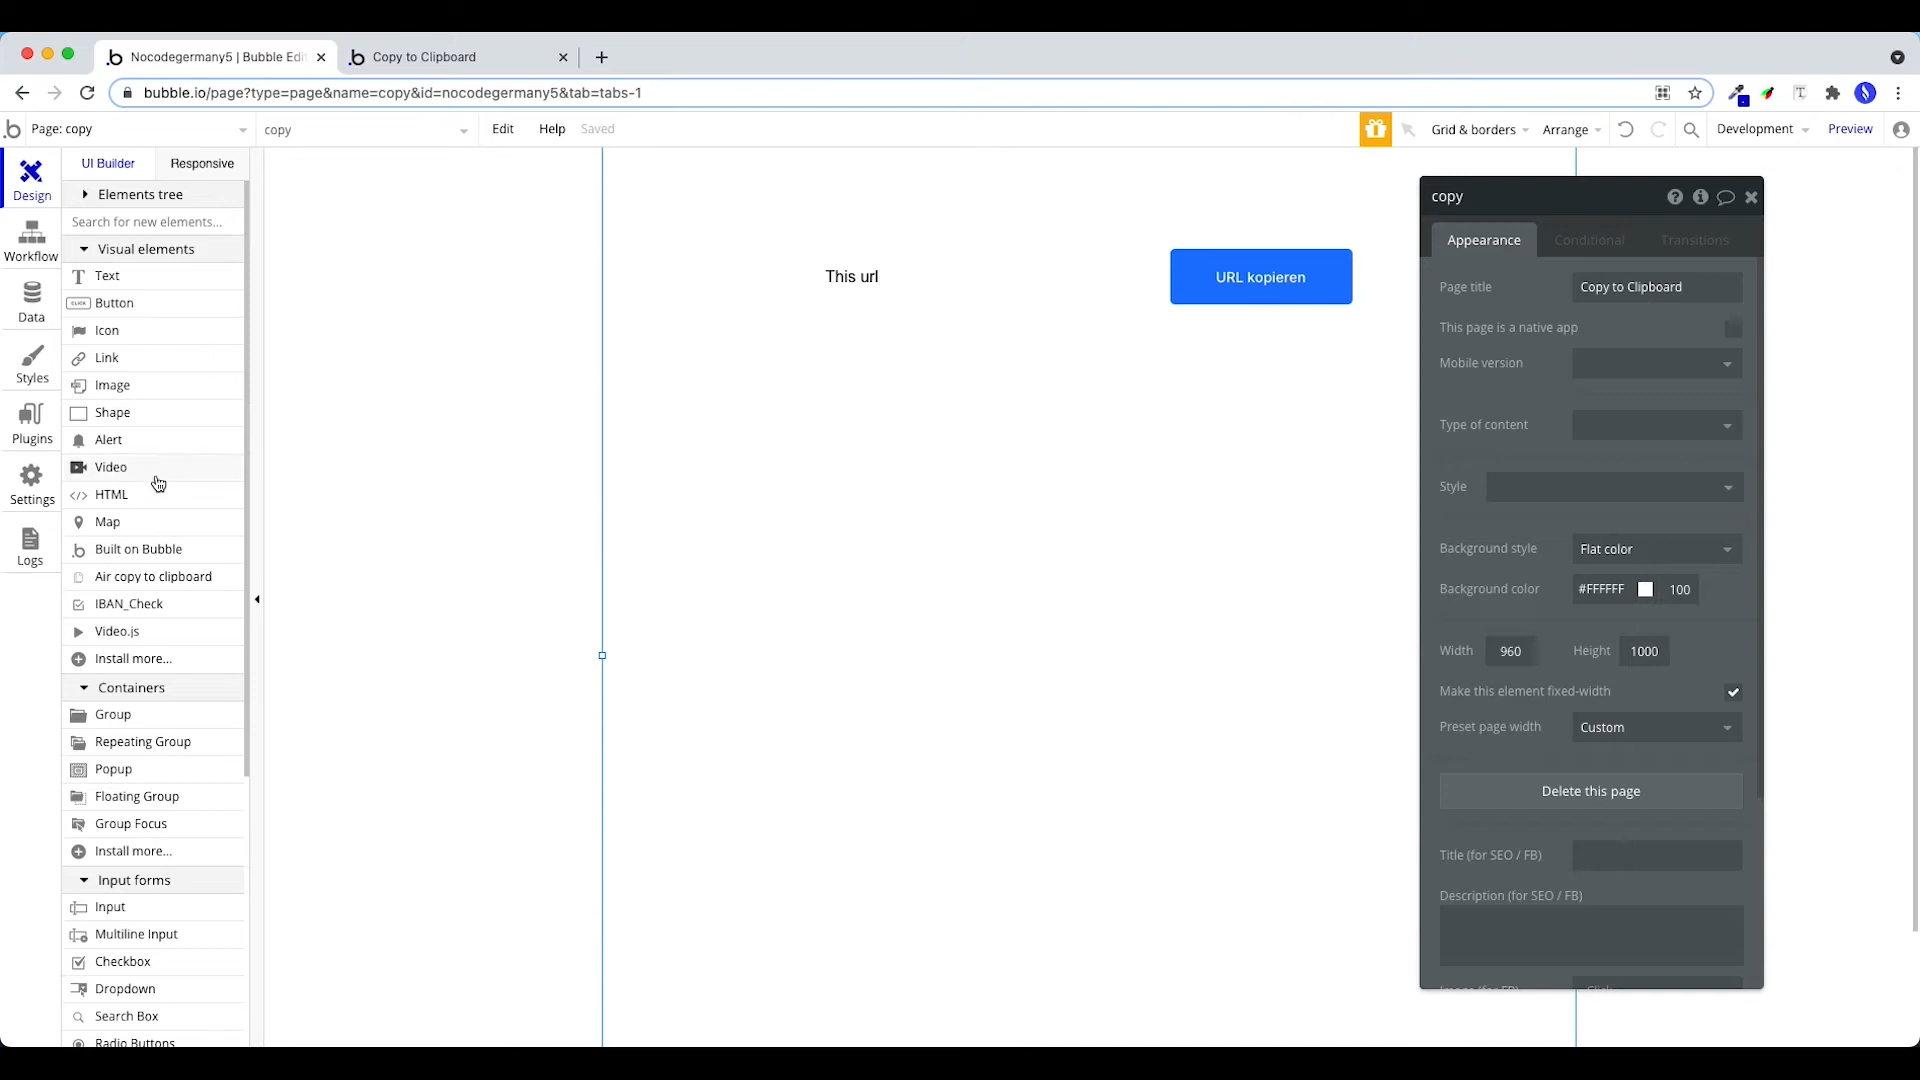 Nocodegermany5 | Bubble Edi
Copy to Clipboard
bubble.io/page?type=page&name=copy&id=nocodegermany5&tab=tabs-1
Page: copy
copy
Edit
Help
Saved
Grid & borders
Arrange
Development
Preview
Design
Workflow
Data
Styles
Plugins
Settings
Logs
UI Builder
Responsive
Elements tree
Search for new elements...
Visual elements
Text
CLICK
Button
Icon
Link
Image
Shape
Alert
Video
HTML
Map
Built on Bubble
Air copy to clipboard
IBAN_Check
Video.js
Install more...
Containers
Group
Repeating Group
Popup
Floating Group
Group Focus
Install more...
Input forms
Input
Multiline Input
Checkbox
Dropdown
Search Box
Radio Buttons
This url
URL kopieren
copy
Appearance
Conditional
Transitions
Page title
Copy to Clipboard
This page is a native app
Mobile version
Type of content
Style
Background style
Flat color
Background color
#FFFFFF
100
Width
960
Height
1000
Make this element fixed-width
Preset page width
Custom
Delete this page
Title (for SEO / FB)
Description (for SEO / FB)
Image (for FB)
Click